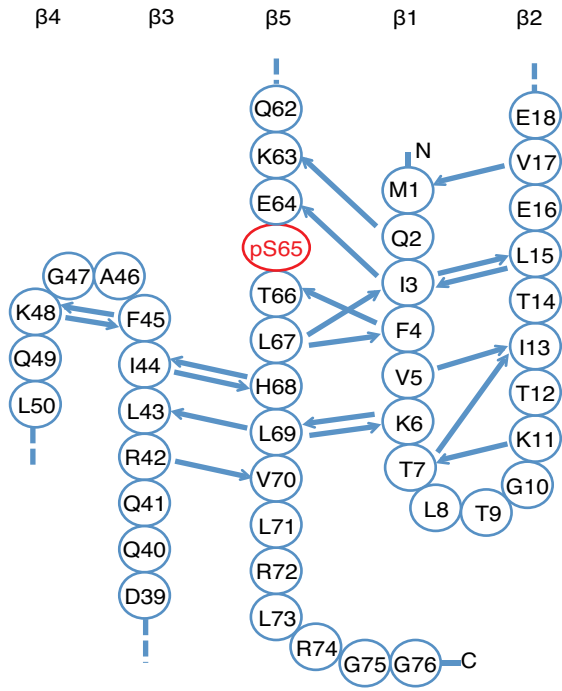 β4 β3 β5 β1 β2
Q62
K63
E64
pS65
T66
L67
H68
L69
V70
L71
R72
L73
R74
G75
G76
C
G47
A46
K48
Q49
L50
F45
I44
L43
R42
Q41
Q40
D39
N
M1
Q2
I3
F4
V5
K6
T7
L8
T9
G10
E18
V17
E16
L15
T14
I13
T12
K11